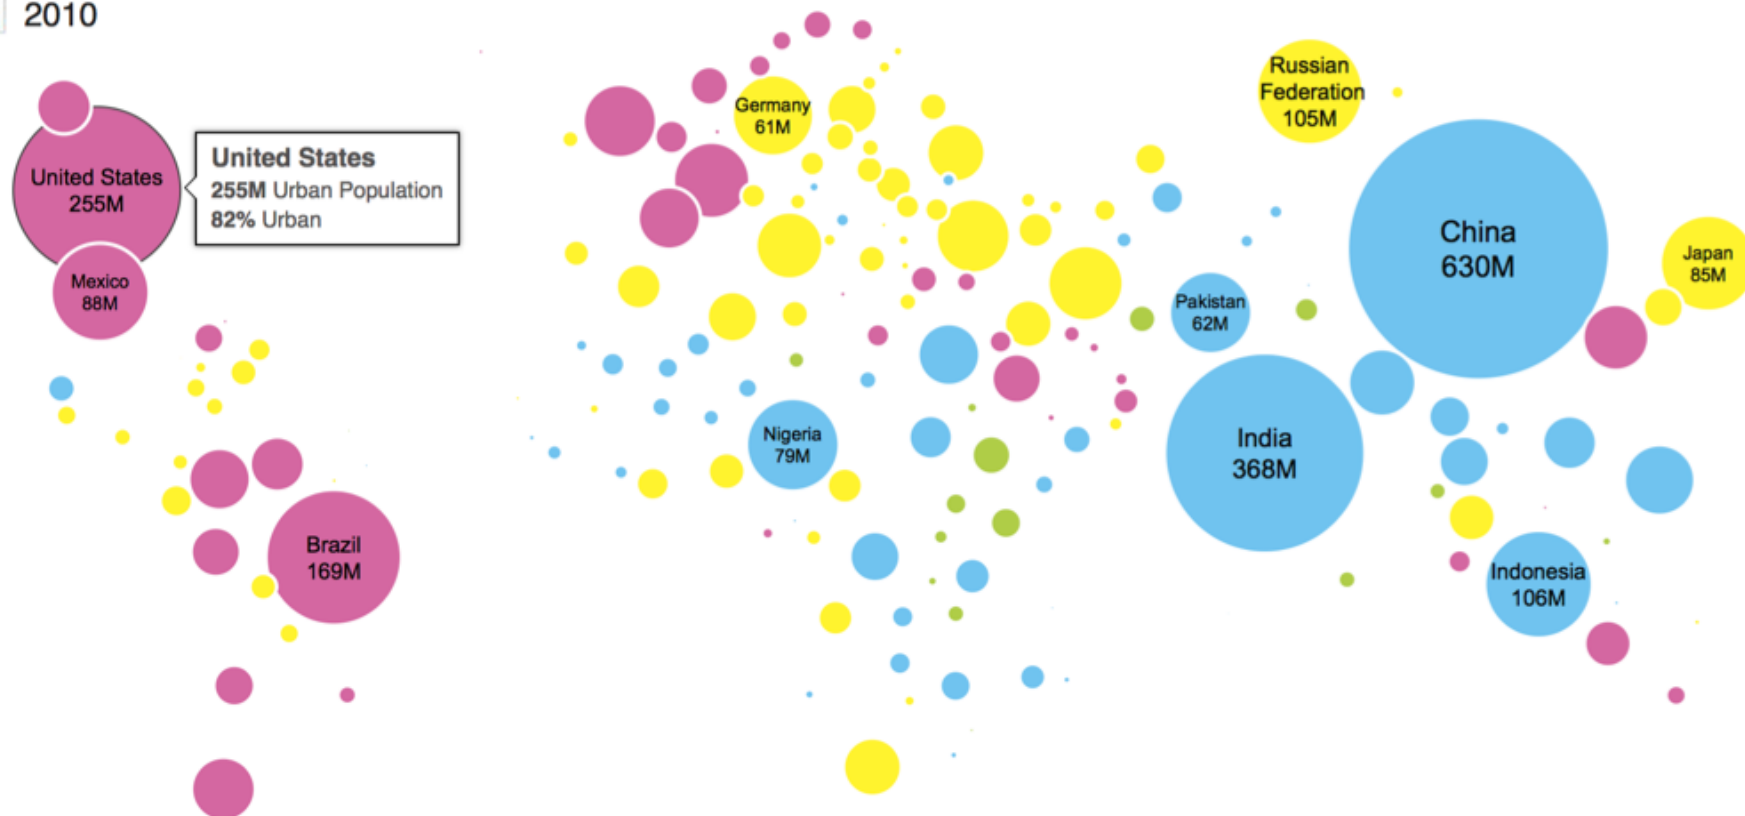 2010
United States
255M
United States
255M Urban Population
82% Urban
Mexico
88M
Brazil
169M
Germany
61M
Nigeria
79M
Russian
Federation
105M
China
630M
Japan
85M
Pakistan
62M
India
368M
Indonesia
106M